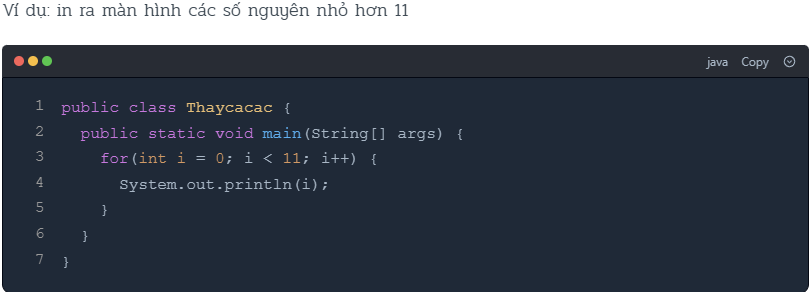 Ví dụ: in ra màn hình các số nguyên nhỏ hơn 11
java Copy
1 public class Thaycacac {
2   public static void main(String[] args) {
3     for(int i = 0; i < 11; i++) {
4       System.out.println(i);
5     }
6   }
7 }